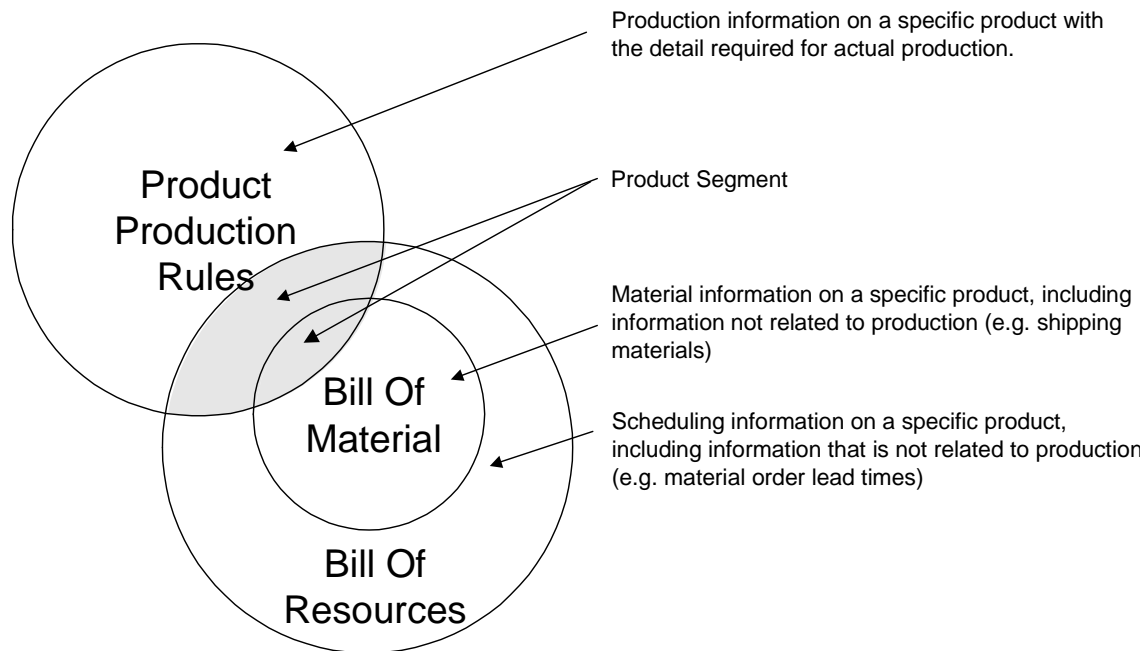 Production information on a specific product with
the detail required for actual production.
Product
Production
Rules
Product Segment
Material information on a specific product, including
information not related to production (e.g. shipping
materials)
Bill Of
Material
Scheduling information on a specific product,
including information that is not related to production
(e.g. material order lead times)
Bill Of
Resources